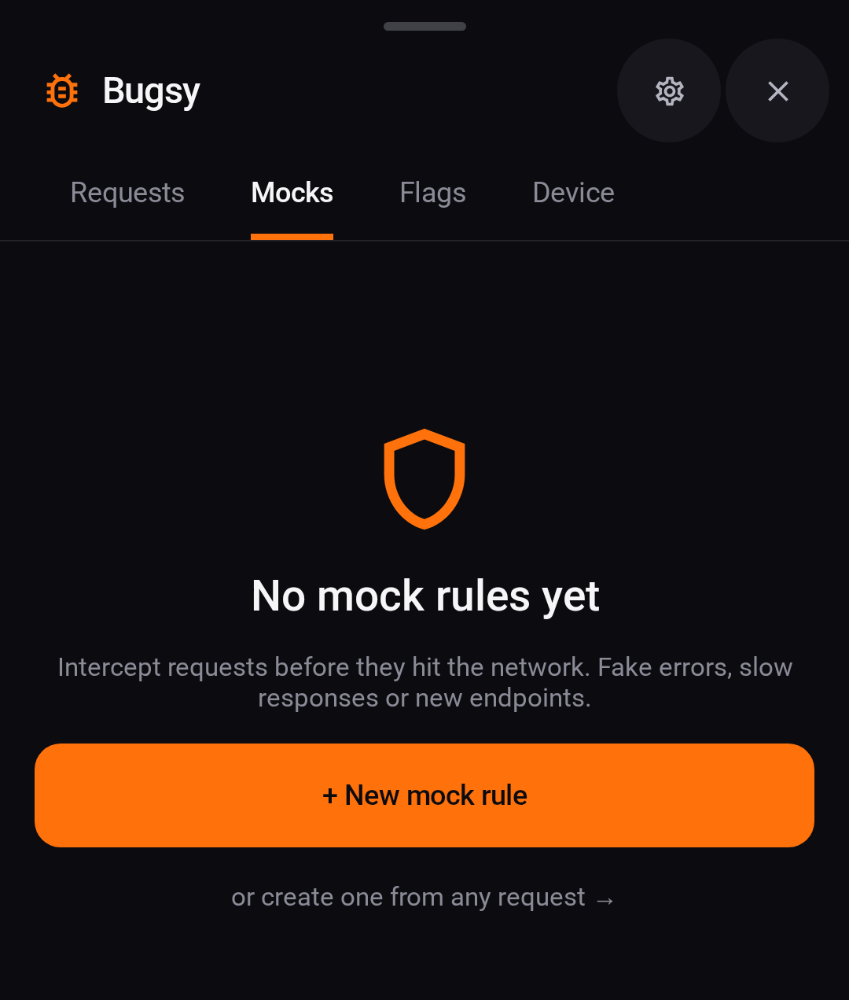 Bugsy
Requests Mocks Flags Device
No mock rules yet
Intercept requests before they hit the network. Fake errors, slow
responses or new endpoints.
+ New mock rule
or create one from any request →